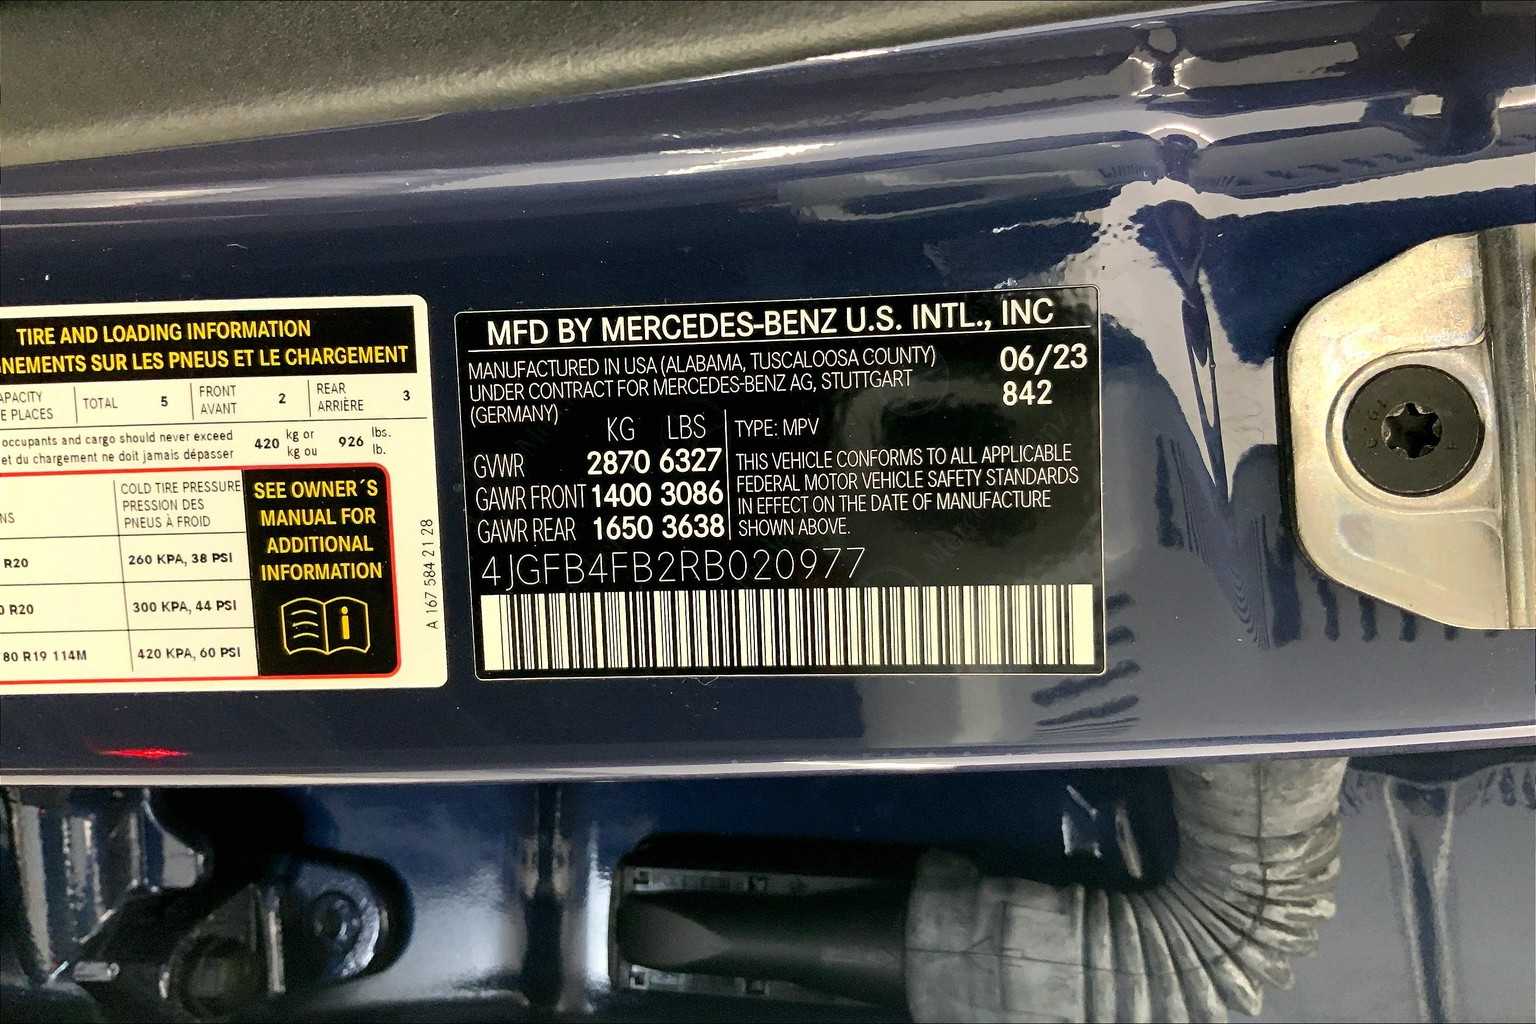 TIRE AND LOADING INFORMATION
SUR LES PNEUS ET LE CHARGEMENT
TOTAL 5 FRONT AVANT 2 REAR ARRIÈRE 3
PLACES
occupants and cargo should never exceed
et du chargement ne doit jamais dépasser
420 kg or kg ou 926 lbs. lb.
COLD TIRE PRESSURE
PRESSION DES
PNEUS À FROID
R20 260 KPA, 38 PSI
R20 300 KPA, 44 PSI
80 R19 114M 420 KPA, 60 PSI
SEE OWNER´S
MANUAL FOR
ADDITIONAL
INFORMATION
i
A 167 584 21 28
MFD BY MERCEDES-BENZ U.S. INTL., INC
MANUFACTURED IN USA (ALABAMA, TUSCALOOSA COUNTY)
UNDER CONTRACT FOR MERCEDES-BENZ AG, STUTTGART
(GERMANY)
06/23
842
KG LBS
GVWR 2870 6327
GAWR FRONT 1400 3086
GAWR REAR 1650 3638
TYPE: MPV
THIS VEHICLE CONFORMS TO ALL APPLICABLE
FEDERAL MOTOR VEHICLE SAFETY STANDARDS
IN EFFECT ON THE DATE OF MANUFACTURE
SHOWN ABOVE.
4JGFB4FB2RB020977